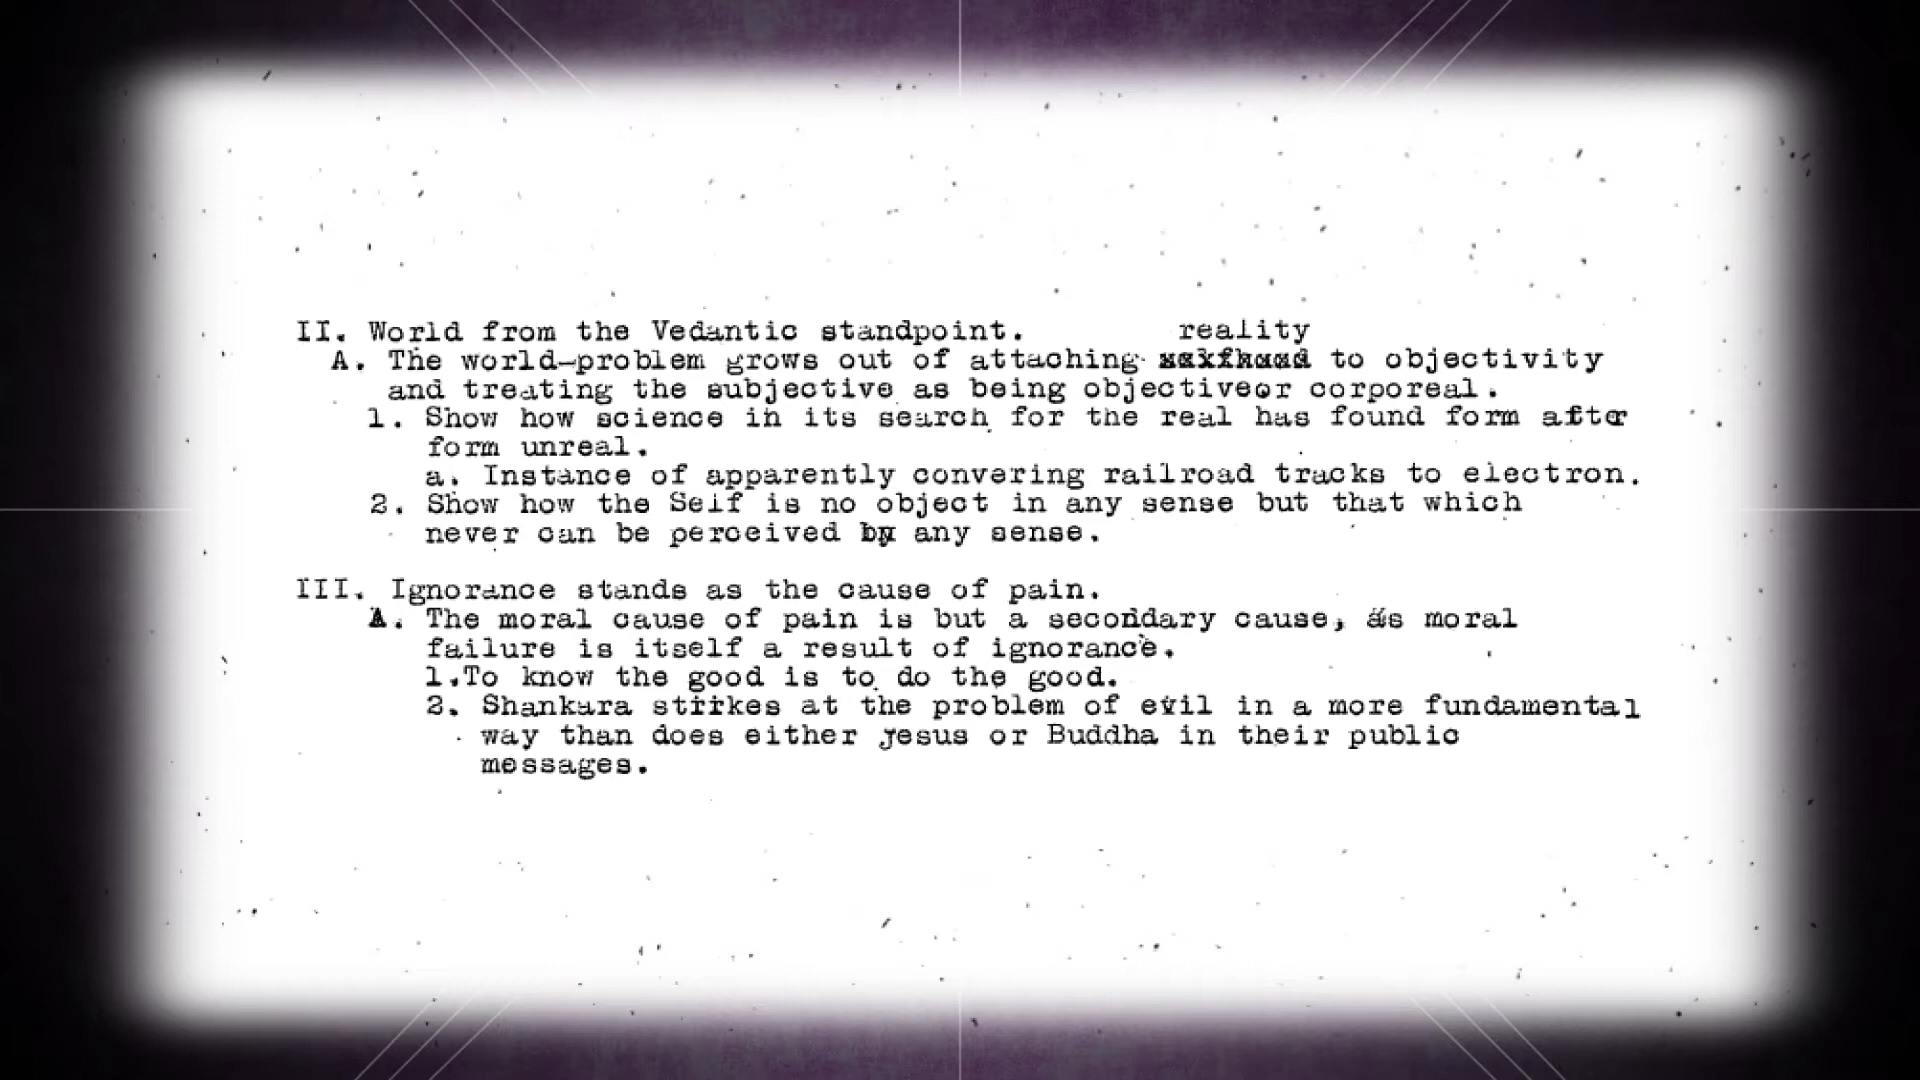 II. World from the Vedantic standpoint. reality
A. The world-problem grows out of attaching to objectivity
and treating the subjective as being objectiveor corporeal.
1. Show how science in its search for the real has found form after
form unreal.
a. Instance of apparently convering railroad tracks to electron.
2. Show how the Self is no object in any sense but that which
never can be perceived by any sense.
III. Ignorance stands as the cause of pain.
A. The moral cause of pain is but a secondary cause, as moral
failure is itself a result of ignorance.
1.To know the good is to do the good.
2. Shankara strikes at the problem of evil in a more fundamental
way than does either Jesus or Buddha in their public
messages.